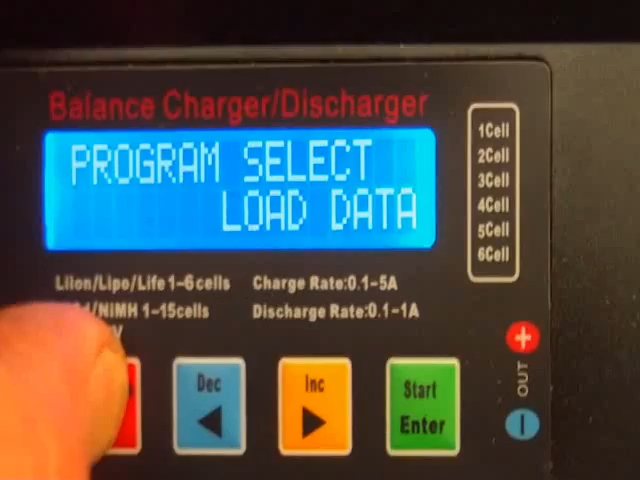 Balance Charger/Discharger
PROGRAM SELECT
LOAD DATA
1Cell
2Cell
3Cell
4Cell
5Cell
6Cell
LiIon/Lipo/Life 1-6cells
Charge Rate:0.1-5A
/NiMH 1-15cells
Discharge Rate:0.1-1A
V
Dec
Inc
Start
Enter
OUT